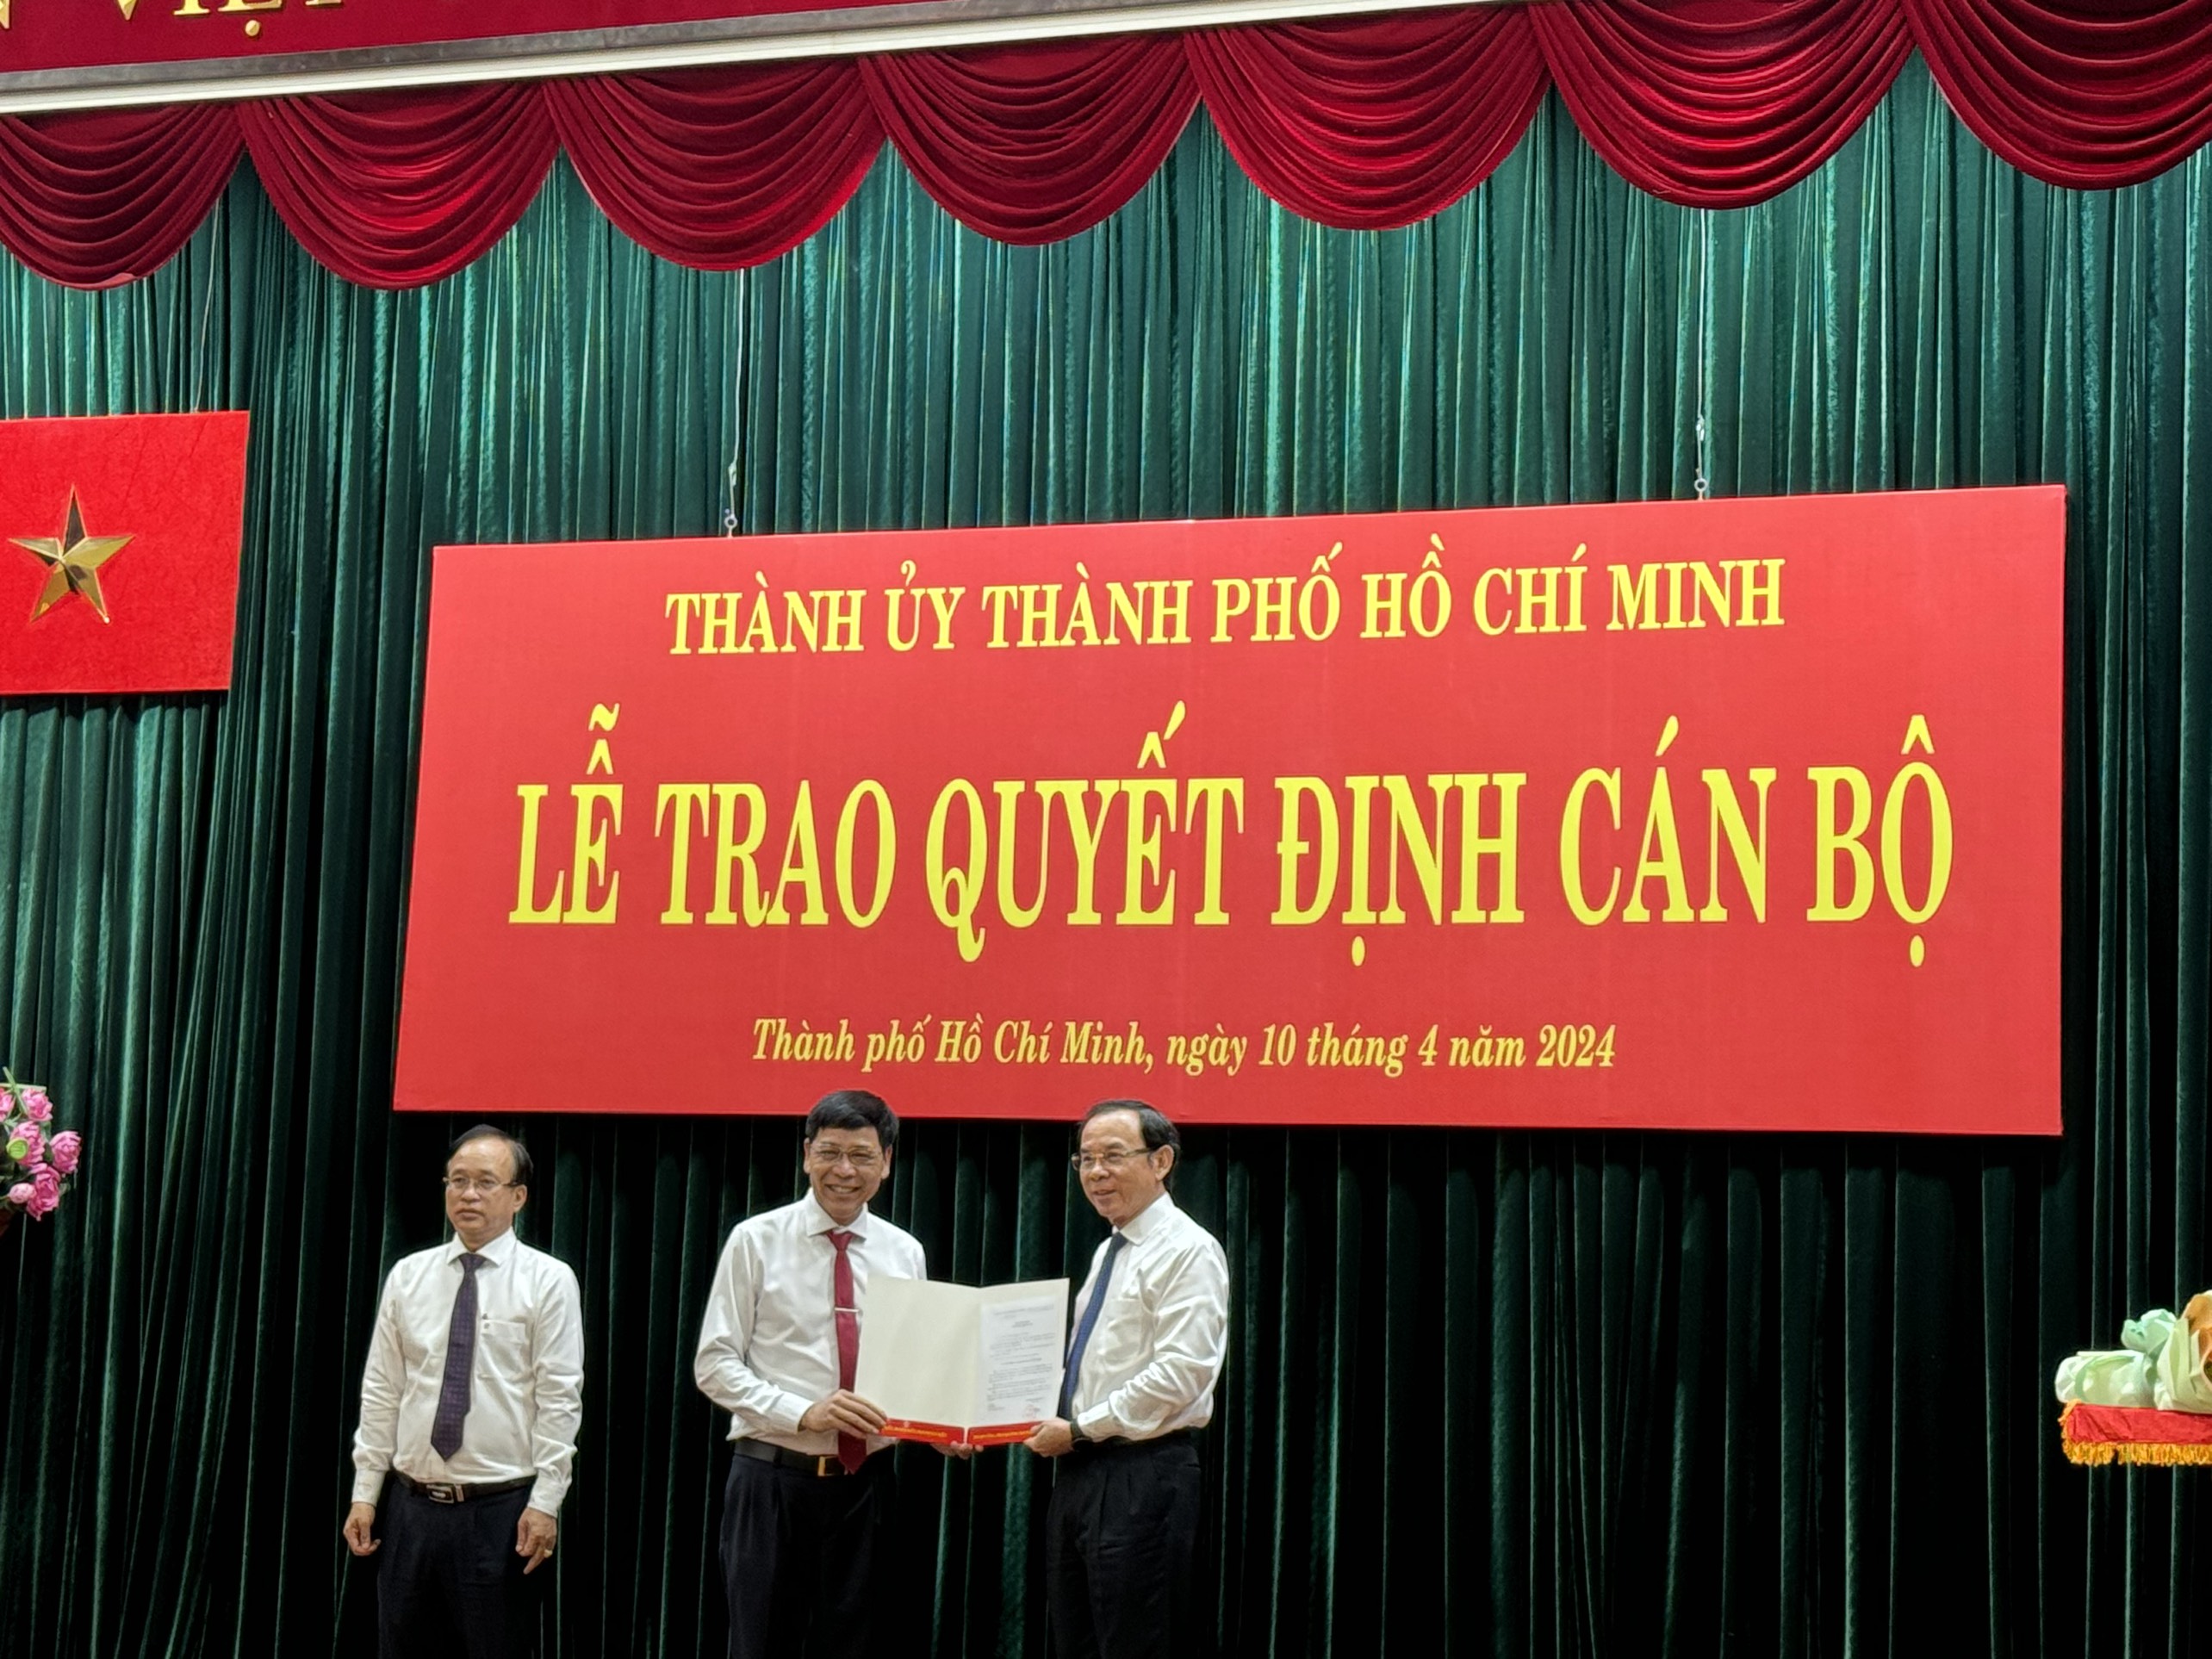 VIỆT
THÀNH ỦY THÀNH PHỐ HỒ CHÍ MINH
LỄ TRAO QUYẾT ĐỊNH CÁN BỘ
Thành phố Hồ Chí Minh, ngày 10 tháng 4 năm 2024